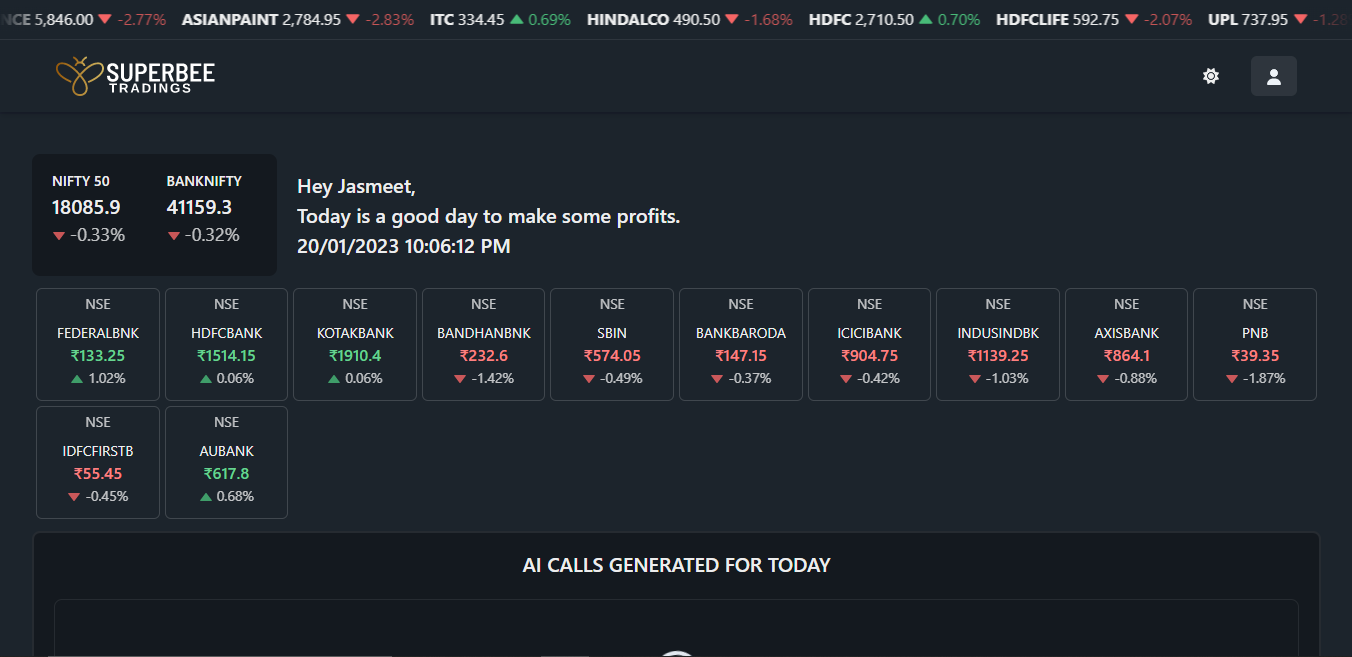 NCE 5,846.00 ▼ -2.77% ASIANPAINT 2,784.95 ▼ -2.83% ITC 334.45 ▲ 0.69% HINDALCO 490.50 ▼ -1.68% HDFC 2,710.50 ▲ 0.70% HDFCLIFE 592.75 ▼ -2.07% UPL 737.95 ▼ -1.28
SUPERBEE
TRADINGS
NIFTY 50 BANKNIFTY
18085.9 41159.3
▼ -0.33% ▼ -0.32%
Hey Jasmeet,
Today is a good day to make some profits.
20/01/2023 10:06:12 PM
NSE NSE NSE NSE NSE NSE NSE NSE NSE NSE
FEDERALBNK HDFCBANK KOTAKBANK BANDHANBNK SBIN BANKBARODA ICICIBANK INDUSINDBK AXISBANK PNB
₹133.25 ₹1514.15 ₹1910.4 ₹232.6 ₹574.05 ₹147.15 ₹904.75 ₹1139.25 ₹864.1 ₹39.35
▲ 1.02% ▲ 0.06% ▲ 0.06% ▼ -1.42% ▼ -0.49% ▼ -0.37% ▼ -0.42% ▼ -1.03% ▼ -0.88% ▼ -1.87%
NSE NSE
IDFCFIRSTB AUBANK
₹55.45 ₹617.8
▼ -0.45% ▲ 0.68%
AI CALLS GENERATED FOR TODAY